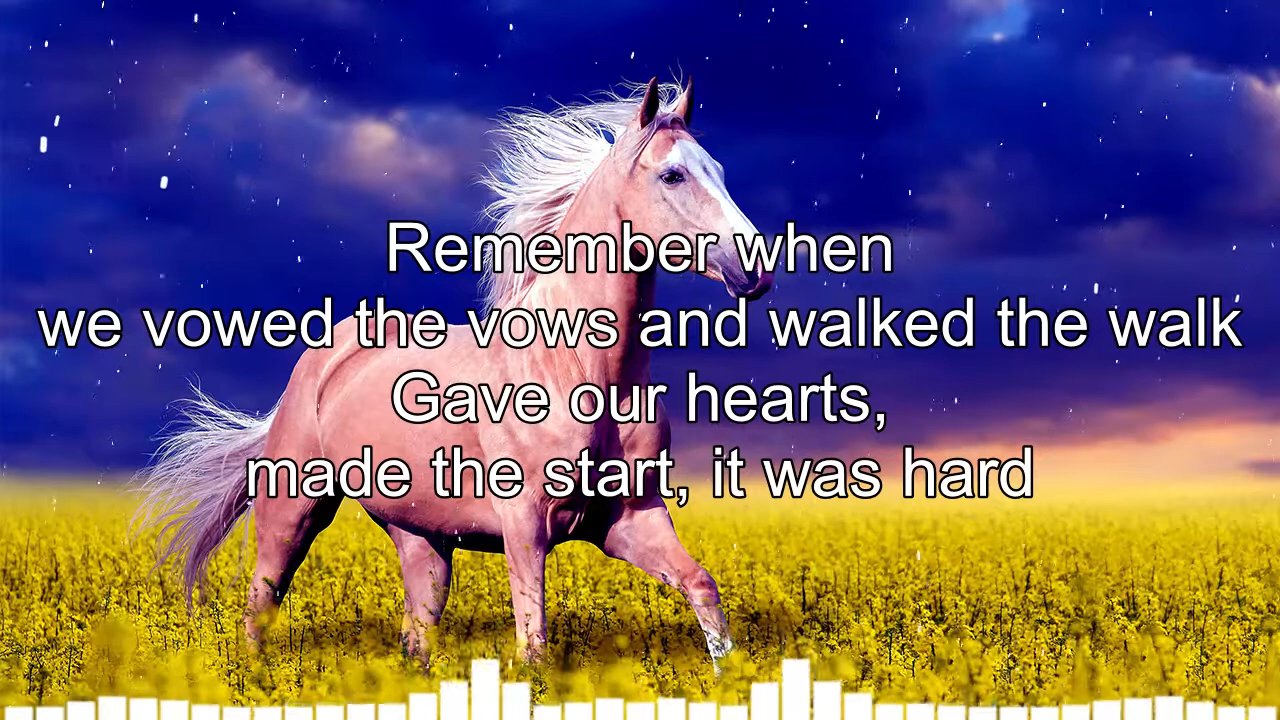 Remember when
we vowed the vows and walked the walk
Gave our hearts,
made the start, it was hard